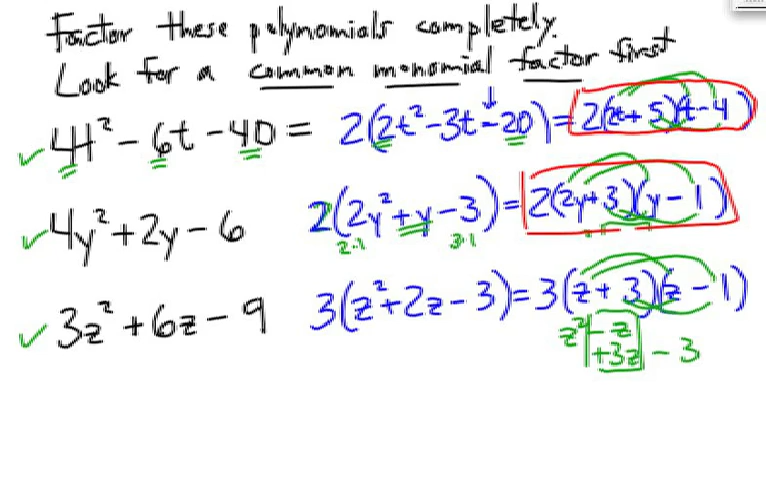 Factor these polynomials completely.
Look for a common monomial factor first
4t² - 6t - 40 = 2(2t² - 3t - 20) = 2(2t + 5)(t - 4)
4y² + 2y - 6 2(2y² + y - 3) = 2(2y + 3)(y - 1)
2·1 3·1
3z² + 6z - 9 3(z² + 2z - 3) = 3(z + 3)(z - 1)
z² - z
+3z - 3